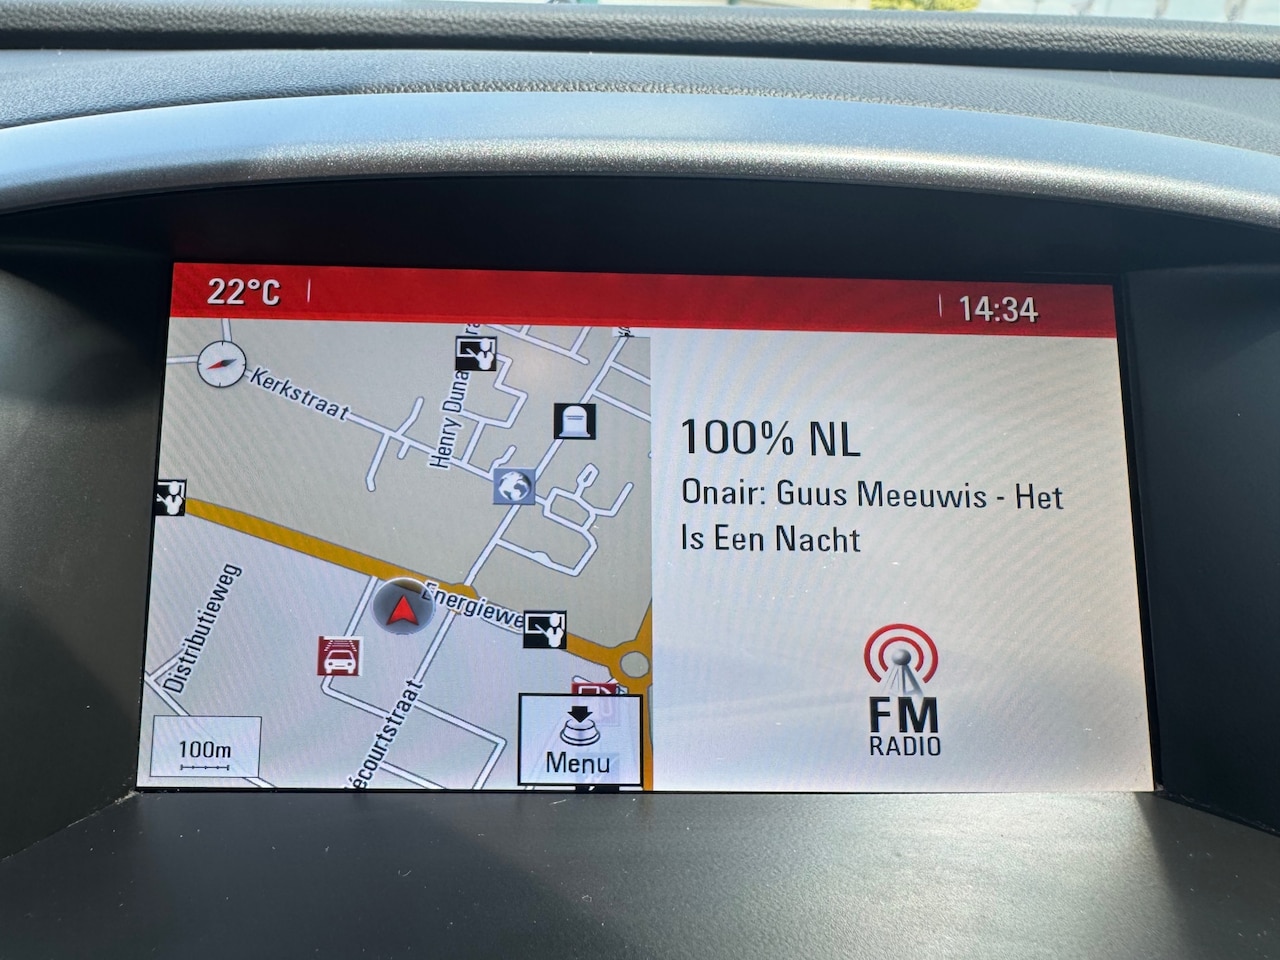 22°C
14:34
Kerkstraat
Henry Duna
100% NL
Onair: Guus Meeuwis - Het
Is Een Nacht
Energiewe
Distributieweg
écourtstraat
100m
Menu
FM
RADIO